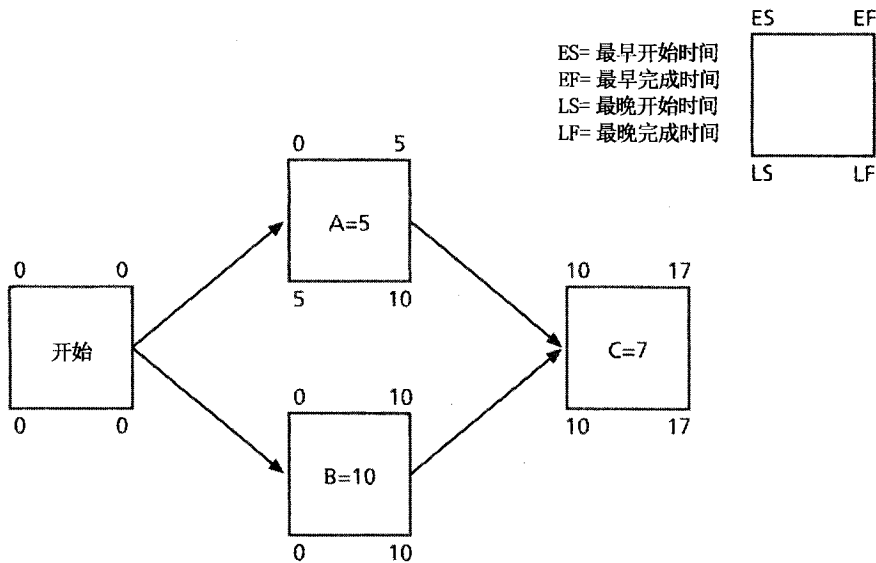 ES EF
ES= 最早开始时间
EF= 最早完成时间
LS= 最晚开始时间
LF= 最晚完成时间
LS LF
0 5
A=5
5 10
0 0
开始
0 0
10 17
C=7
10 17
0 10
B=10
0 10